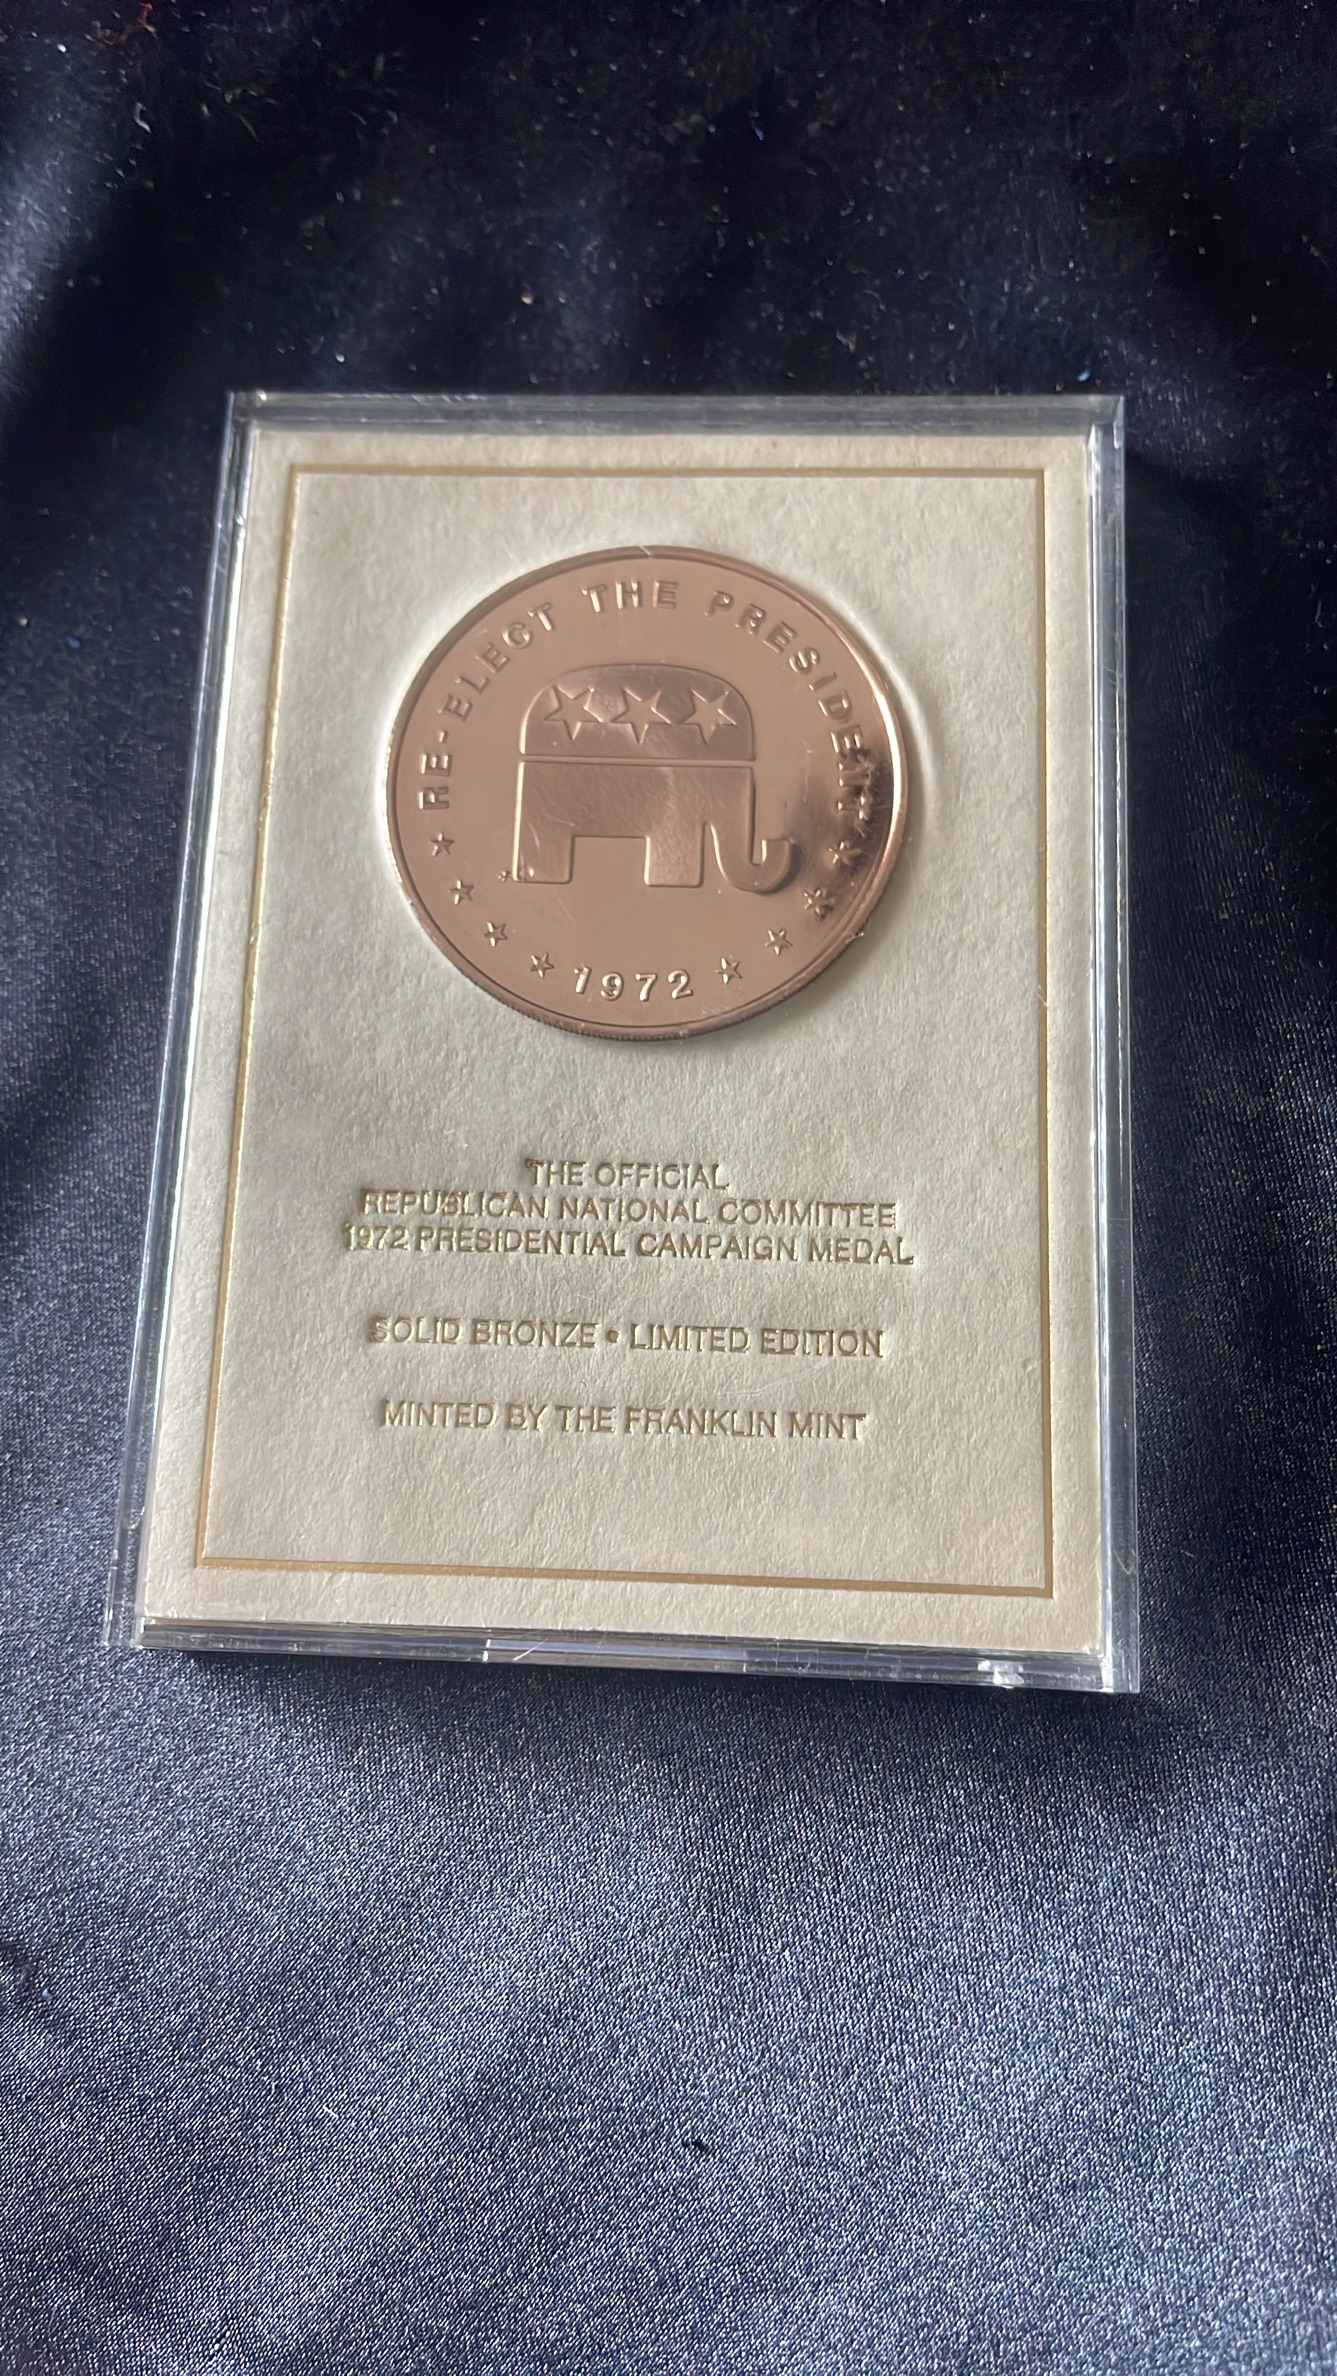 RE-ELECT THE PRESIDENT
1972
THE OFFICIAL
REPUBLICAN NATIONAL COMMITTEE
1972 PRESIDENTIAL CAMPAIGN MEDAL
SOLID BRONZE • LIMITED EDITION
MINTED BY THE FRANKLIN MINT